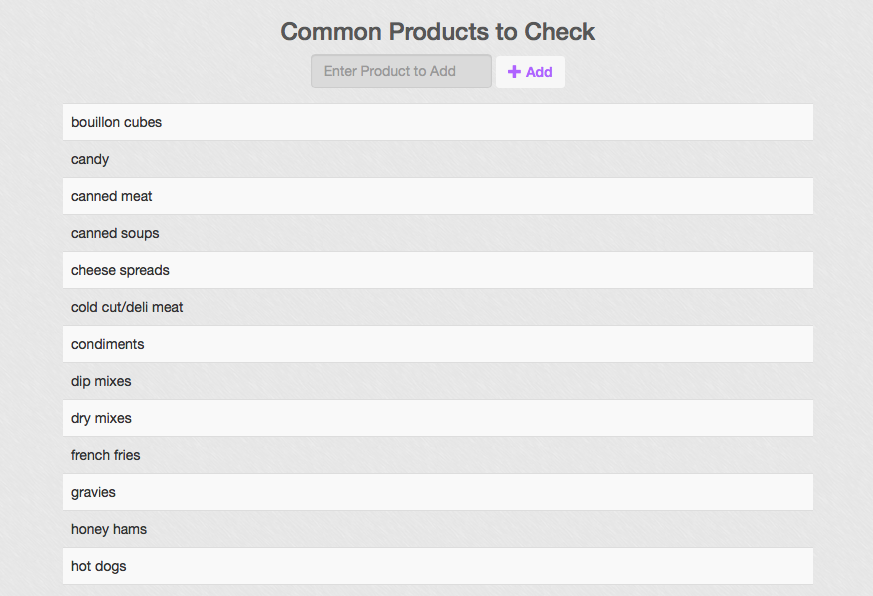 Common Products to Check
Enter Product to Add
Add
bouillon cubes
candy
canned meat
canned soups
cheese spreads
cold cut/deli meat
condiments
dip mixes
dry mixes
french fries
gravies
honey hams
hot dogs